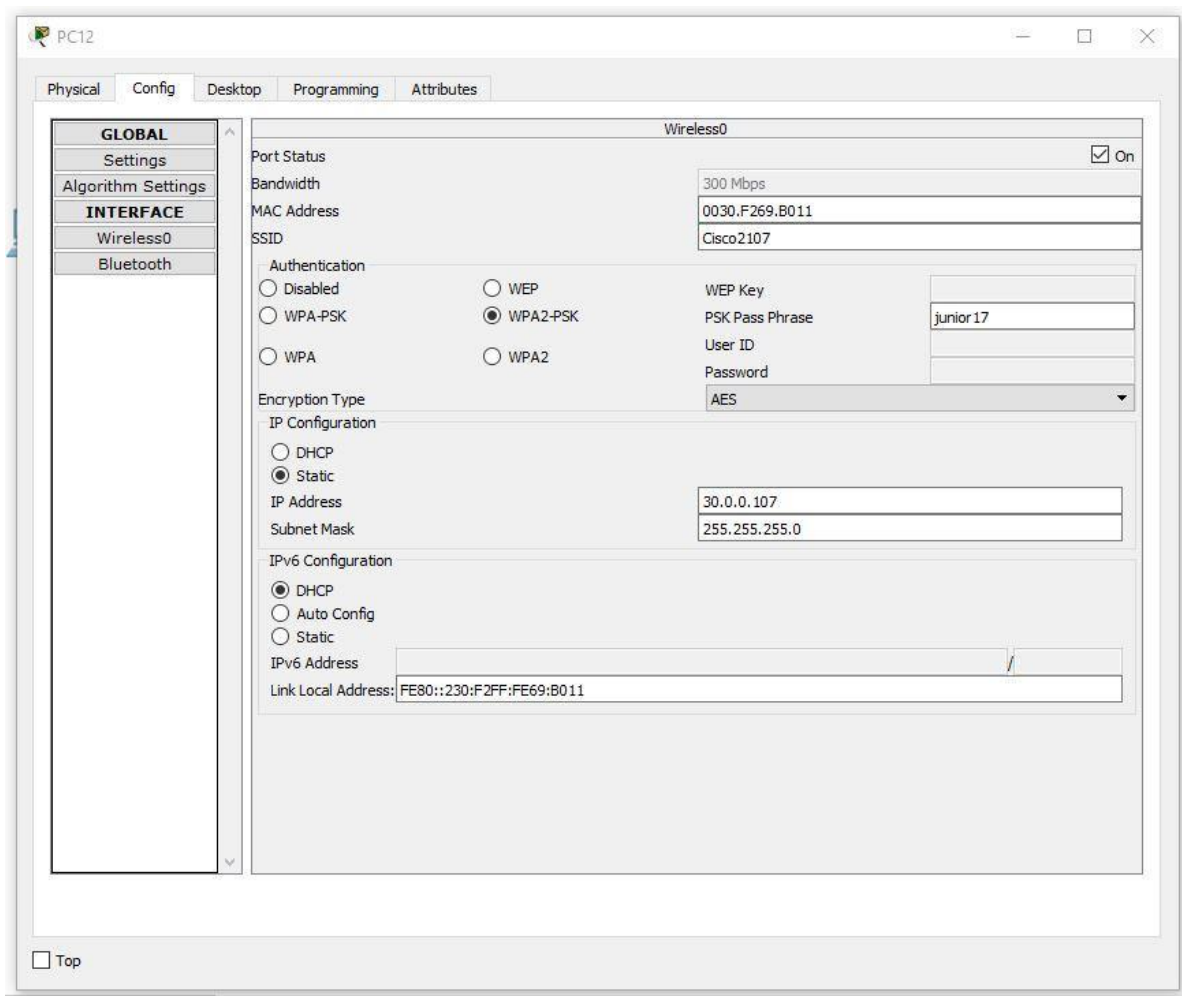 PC12
Physical Config Desktop Programming Attributes
GLOBAL
Settings
Algorithm Settings
INTERFACE
Wireless0
Bluetooth
Wireless0
Port Status On
Bandwidth 300 Mbps
MAC Address 0030.F269.B011
SSID Cisco2107
Authentication
Disabled WEP WEP Key
WPA-PSK WPA2-PSK PSK Pass Phrase junior17
User ID
WPA WPA2
Password
Encryption Type AES
IP Configuration
DHCP
Static
IP Address 30.0.0.107
Subnet Mask 255.255.255.0
IPv6 Configuration
DHCP
Auto Config
Static
IPv6 Address /
Link Local Address: FE80::230:F2FF:FE69:B011
Top